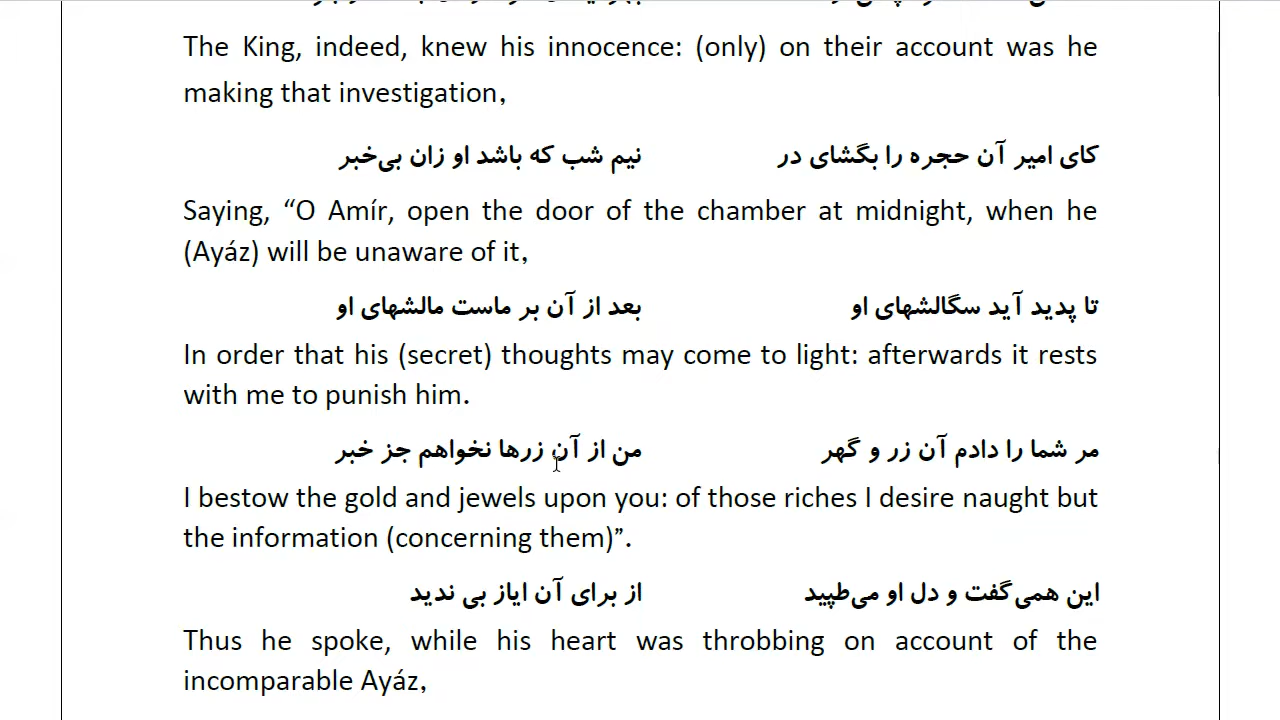 The King, indeed, knew his innocence: (only) on their account was he
making that investigation,
کای امیر آن حجره را بگشای در نیم شب که باشد او زان بی‌خبر
Saying, “O Amír, open the door of the chamber at midnight, when he
(Ayáz) will be unaware of it,
تا پدید آید سگالشهای او بعد از آن بر ماست مالشهای او
In order that his (secret) thoughts may come to light: afterwards it rests
with me to punish him.
مر شما را دادم آن زر و گهر من از آن زرها نخواهم جز خبر
I bestow the gold and jewels upon you: of those riches I desire naught but
the information (concerning them)”.
این همی‌گفت و دل او می‌طپید از برای آن ایاز بی ندید
Thus he spoke, while his heart was throbbing on account of the
incomparable Ayáz,